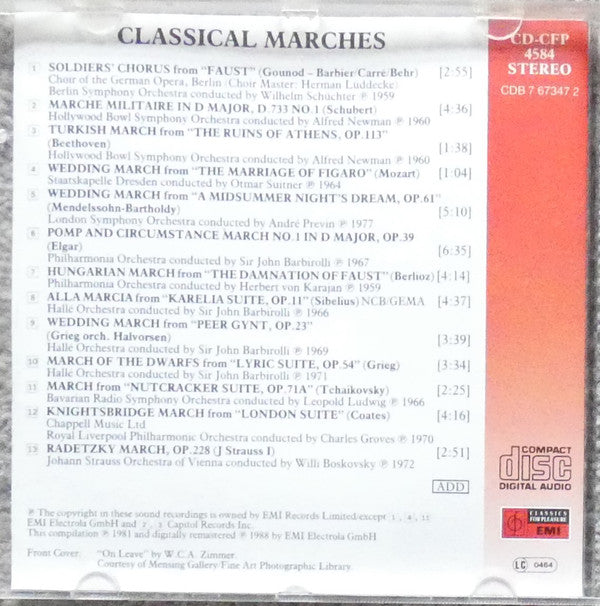 CLASSICAL MARCHES
CD-CFP
4584
STEREO
CDB 7 67347 2
1 SOLDIERS' CHORUS from "FAUST" (Gounod - Barbier/Carré/Behr) [2:55]
Choir of the German Opera, Berlin (Choir Master: Herman Luddecke)
Berlin Symphony Orchestra conducted by Wilhelm Schüchter ℗ 1959
2 MARCHE MILITAIRE IN D MAJOR, D.733 NO.1 (Schubert) [4:36]
Hollywood Bowl Symphony Orchestra conducted by Alfred Newman ℗ 1960
3 TURKISH MARCH from "THE RUINS OF ATHENS, OP.113"
(Beethoven) [1:38]
Hollywood Bowl Symphony Orchestra conducted by Alfred Newman ℗ 1960
4 WEDDING MARCH from "THE MARRIAGE OF FIGARO" (Mozart) [1:04]
Staatskapelle Dresden conducted by Otmar Suitner ℗ 1964
5 WEDDING MARCH from "A MIDSUMMER NIGHT'S DREAM, OP.61"
(Mendelssohn-Bartholdy) [5:10]
London Symphony Orchestra conducted by André Previn ℗ 1977
6 POMP AND CIRCUMSTANCE MARCH NO.1 IN D MAJOR, OP.39
(Elgar) [6:35]
Philharmonia Orchestra conducted by Sir John Barbirolli ℗ 1967
7 HUNGARIAN MARCH from "THE DAMNATION OF FAUST" (Berlioz) [4:14]
Philharmonia Orchestra conducted by Herbert von Karajan ℗ 1959
8 ALLA MARCIA from "KARELIA SUITE, OP.11" (Sibelius) NCB/GEMA [4:37]
Hallé Orchestra conducted by Sir John Barbirolli ℗ 1966
9 WEDDING MARCH from "PEER GYNT, OP.23"
(Grieg orch. Halvorsen) [3:39]
Hallé Orchestra conducted by Sir John Barbirolli ℗ 1969
10 MARCH OF THE DWARFS from "LYRIC SUITE, OP.54" (Grieg) [3:34]
Hallé Orchestra conducted by Sir John Barbirolli ℗ 1971
11 MARCH from "NUTCRACKER SUITE, OP.71A" (Tchaikovsky) [2:25]
Bavarian Radio Symphony Orchestra conducted by Leopold Ludwig ℗ 1966
12 KNIGHTSBRIDGE MARCH from "LONDON SUITE" (Coates) [4:16]
Chappell Music Ltd
Royal Liverpool Philharmonic Orchestra conducted by Charles Groves ℗ 1970
13 RADETZKY MARCH, OP.228 (J Strauss I) [2:51]
Johann Strauss Orchestra of Vienna conducted by Willi Boskovsky ℗ 1972
ADD
℗ The copyright in these sound recordings is owned by EMI Records Limited/except 1, 4, 11
EMI Electrola GmbH and 2, 3 Capitol Records Inc.
This compilation ℗ 1981 and digitally remastered ℗ 1988 by EMI Electrola GmbH
Front Cover: "On Leave" by W.C.A. Zimmer.
Courtesy of Mensing Gallery/Fine Art Photographic Library.
COMPACT
disc
DIGITAL AUDIO
CLASSICS
FOR PLEASURE
EMI
LC 0464